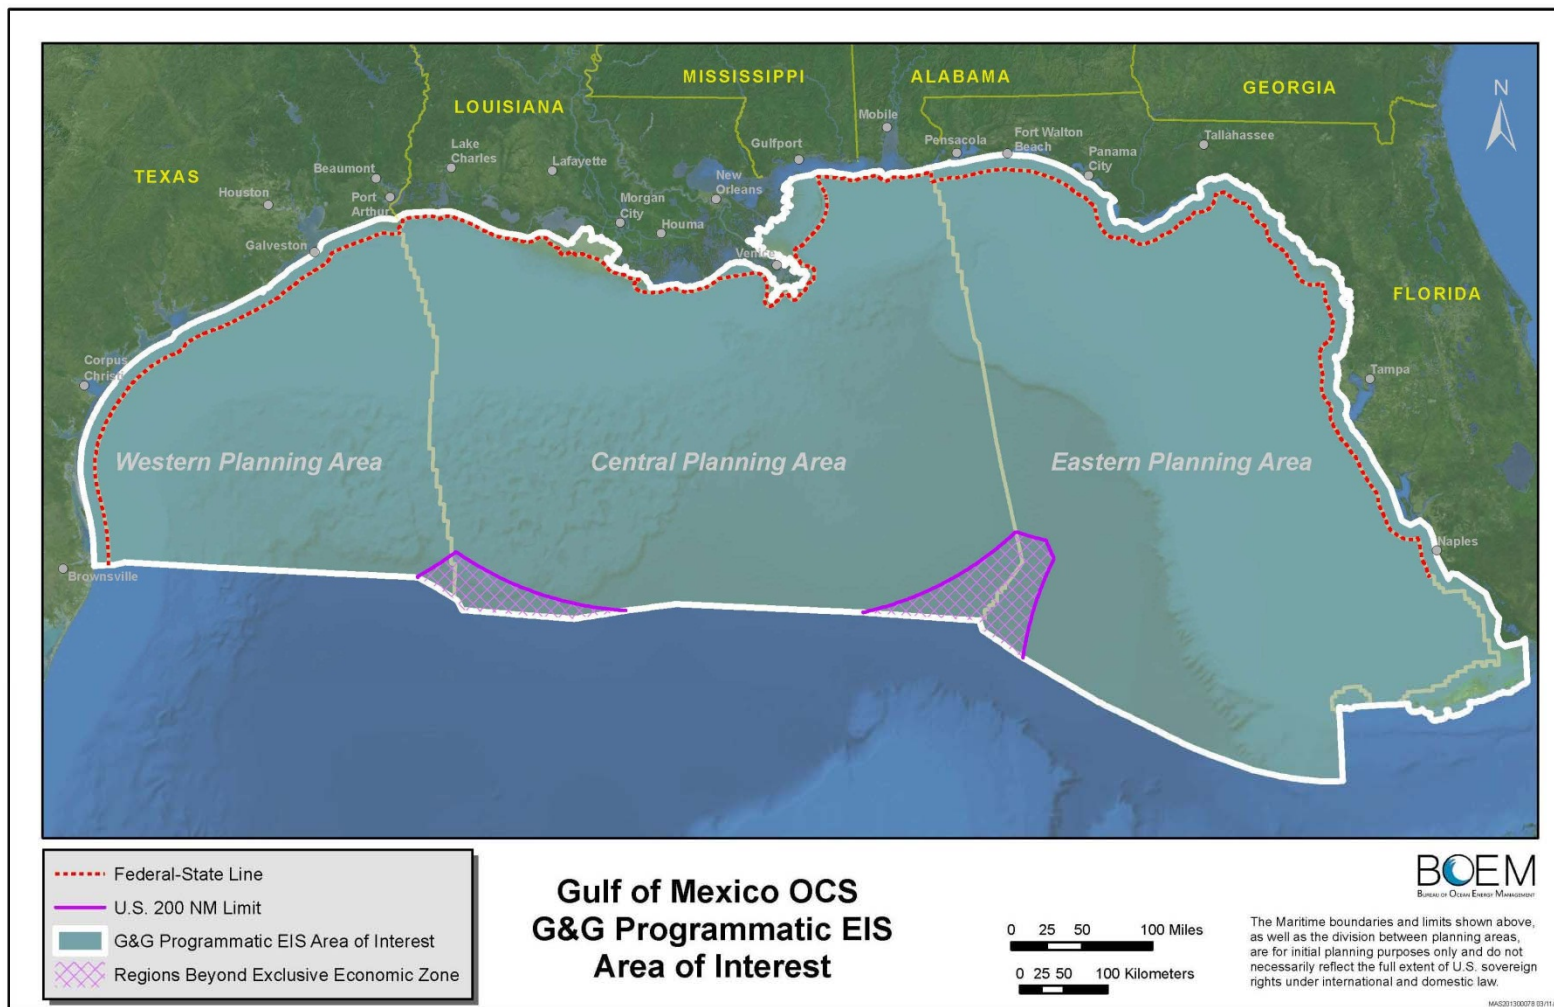 MISSISSIPPI
ALABAMA
GEORGIA
LOUISIANA
TEXAS
FLORIDA
N
Mobile
Pensacola
Fort Walton
Beach
Tallahassee
Panama
City
Gulfport
Lake
Charles
Lafayette
Beaumont
Port
Arthur
Houston
Galveston
New
Orleans
Morgan
City
Houma
Venice
Corpus
Christi
Tampa
Naples
Brownsville
Western Planning Area
Central Planning Area
Eastern Planning Area
Federal-State Line
U.S. 200 NM Limit
G&G Programmatic EIS Area of Interest
Regions Beyond Exclusive Economic Zone
Gulf of Mexico OCS
G&G Programmatic EIS
Area of Interest
0 25 50 100 Miles
0 25 50 100 Kilometers
BOEM
BUREAU OF OCEAN ENERGY MANAGEMENT
The Maritime boundaries and limits shown above,
as well as the division between planning areas,
are for initial planning purposes only and do not
necessarily reflect the full extent of U.S. sovereign
rights under international and domestic law.